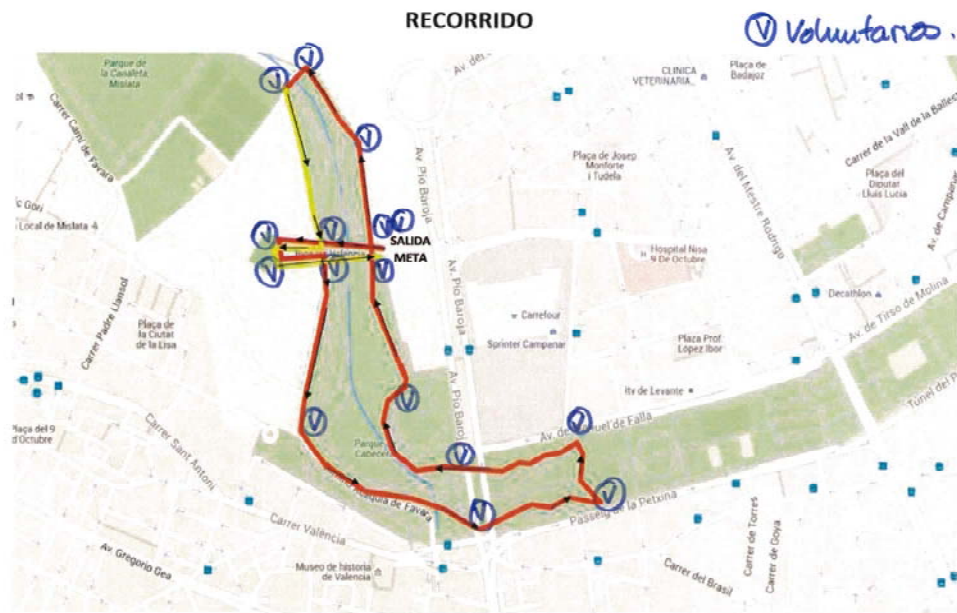 RECORRIDO
V Voluntarios.
Parque de
la Canaleta
Mislata
Av. del
CLINICA
VETERINARIA...
Plaça de
Badajoz
Carrer de la Vall de la Balles
Carrer Camí de Favara
V
V
V
Av Pío Baroja
Plaça de Josep
Monforte
i Tudela
Av. del Mestre Rodrigo
Plaça del
Diputat
Lluis Lucia
Av. de Campanar
Local de Mislata
V
V
V V
SALIDA
META
V
V
V
Hospital Nisa
9 De Octubre
Av. Pío Baroja
Carrer Padre Llansol
Plaça de
la Ciutat
de la Lisa
Carrefour
Sprinter Campanar
Decathlon
Plaza Prof.
López Ibor
Av. de Tirso de Molina
Itv de Levante
Av. Pío Baroja
Plaça del 9
d'Octubre
Carrer Sant Antoni
V
V
V
V
Av. de Manuel de Falla
Parque de
Cabecera
Favara
V
V
Passeig de la Petxina
Carrer València
Av. Gregorio Gea
Museo de historia
de Valencia
Carrer del Brasil
Carrer de Torres
Carrer de Goya